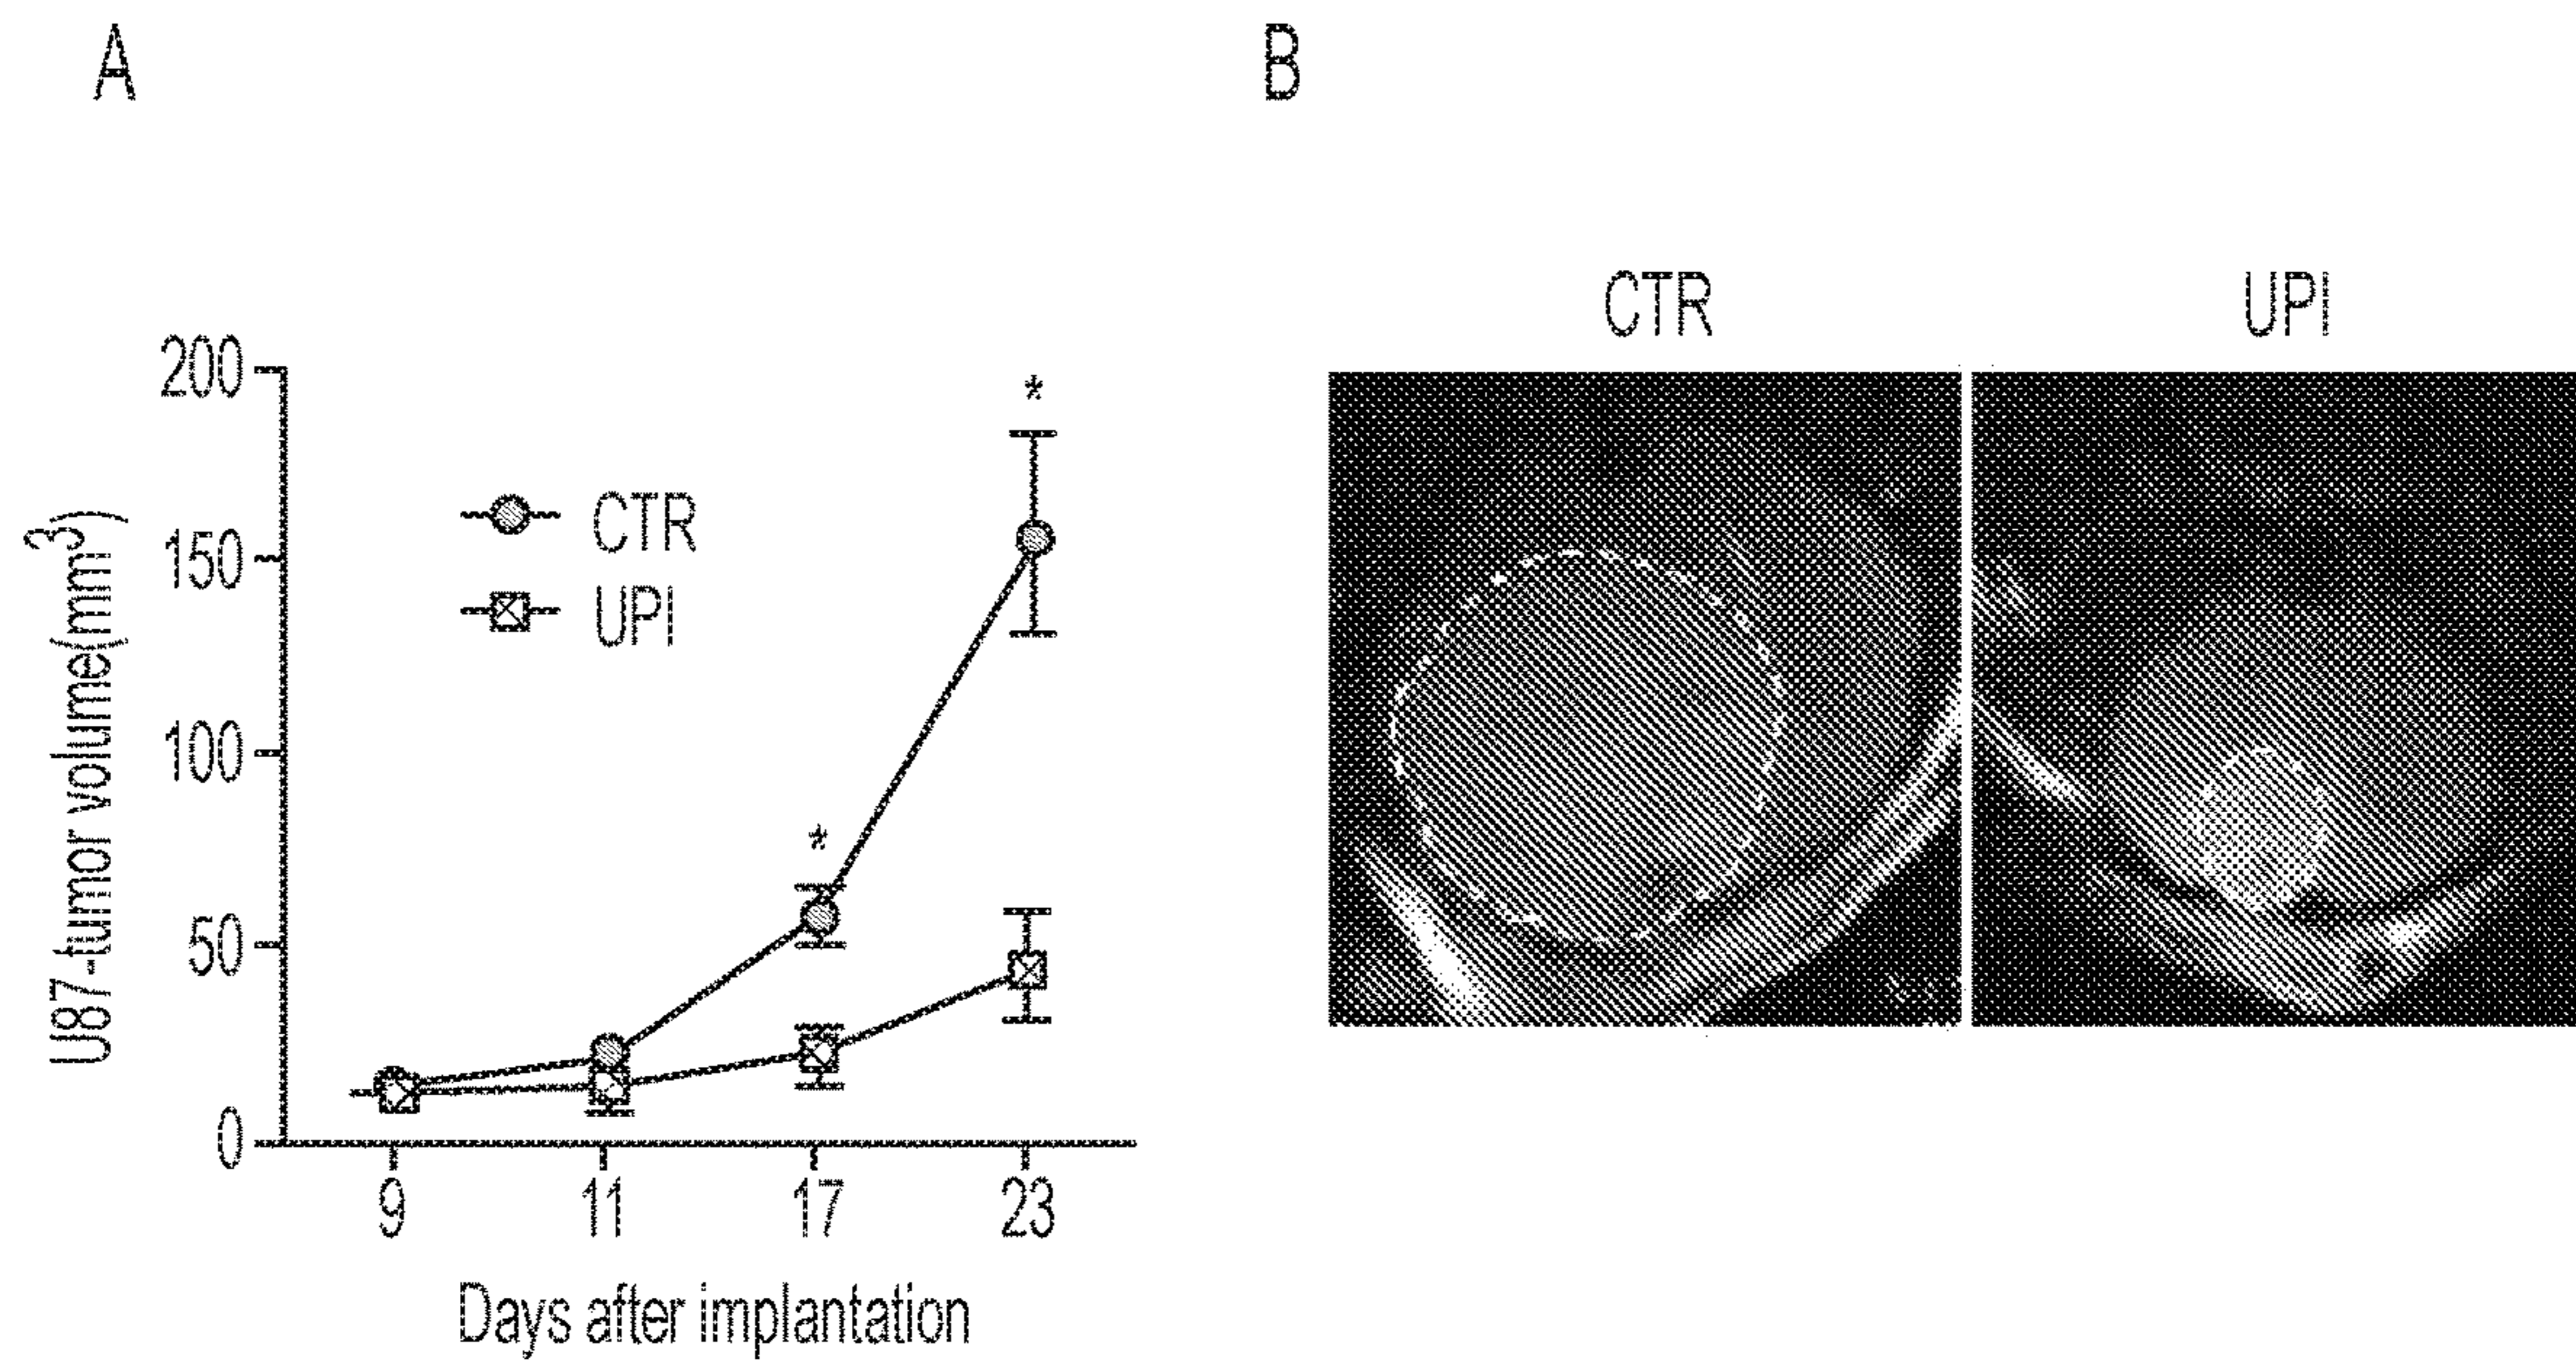 A
B
CTR
UPI
200
150
100
50
0
U87-tumor volume(mm³)
*
*
CTR
UPI
9
11
17
23
Days after implantation